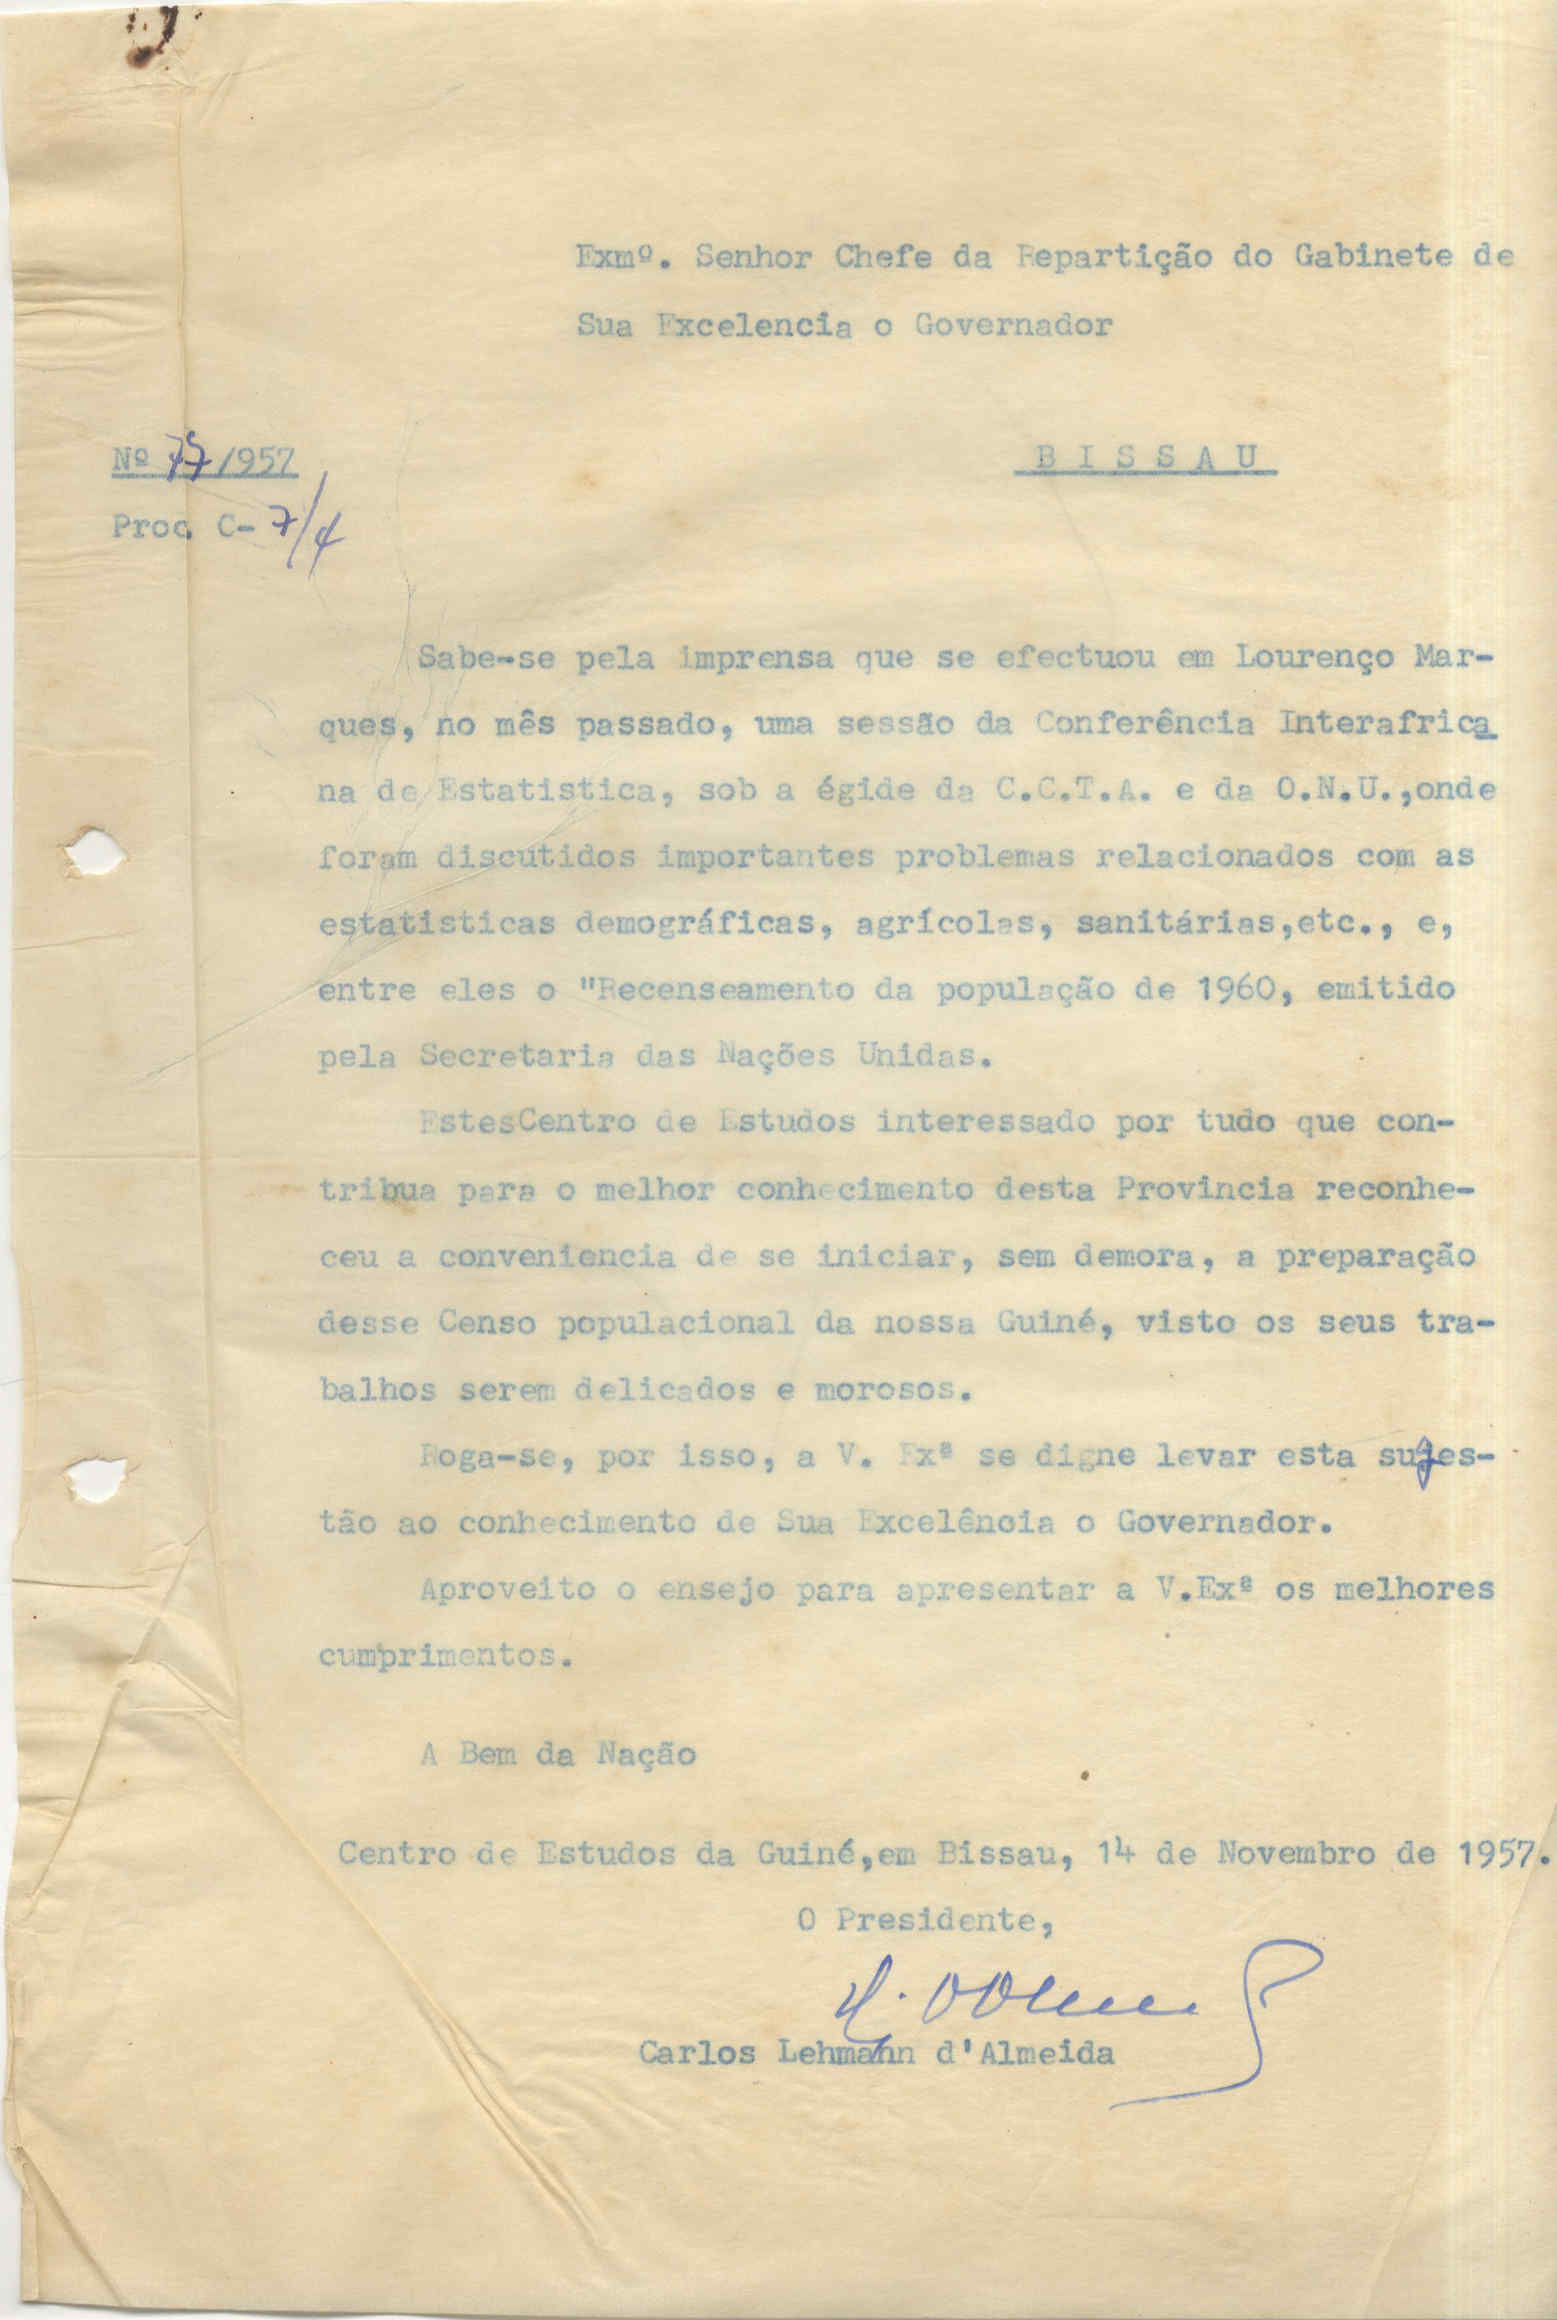 Exmº. Senhor Chefe da Repartição do Gabinete de
Sua Excelencia o Governador
Nº 77/1957
B I S S A U
Proc. C- 7/4
Sabe-se pela imprensa que se efectuou em Lourenço Mar-
ques, no mês passado, uma sessão da Conferência Interafrica
na de Estatistica, sob a égide da C.C.T.A. e da O.N.U.,onde
foram discutidos importantes problemas relacionados com as
estatisticas demográficas, agrícolas, sanitárias,etc., e,
entre eles o "Recenseamento da população de 1960, emitido
pela Secretaria das Nações Unidas.
EstesCentro de Estudos interessado por tudo que con-
tribua para o melhor conhecimento desta Provincia reconhe-
ceu a conveniencia de se iniciar, sem demora, a preparação
desse Censo populacional da nossa Guiné, visto os seus tra-
balhos serem delicados e morosos.
Roga-se, por isso, a V. Exª se digne levar esta suges-
tão ao conhecimento de Sua Excelência o Governador.
Aproveito o ensejo para apresentar a V.Exª os melhores
cumprimentos.
A Bem da Nação
Centro de Estudos da Guiné,em Bissau, 14 de Novembro de 1957.
O Presidente,
Carlos Lehmann d'Almeida